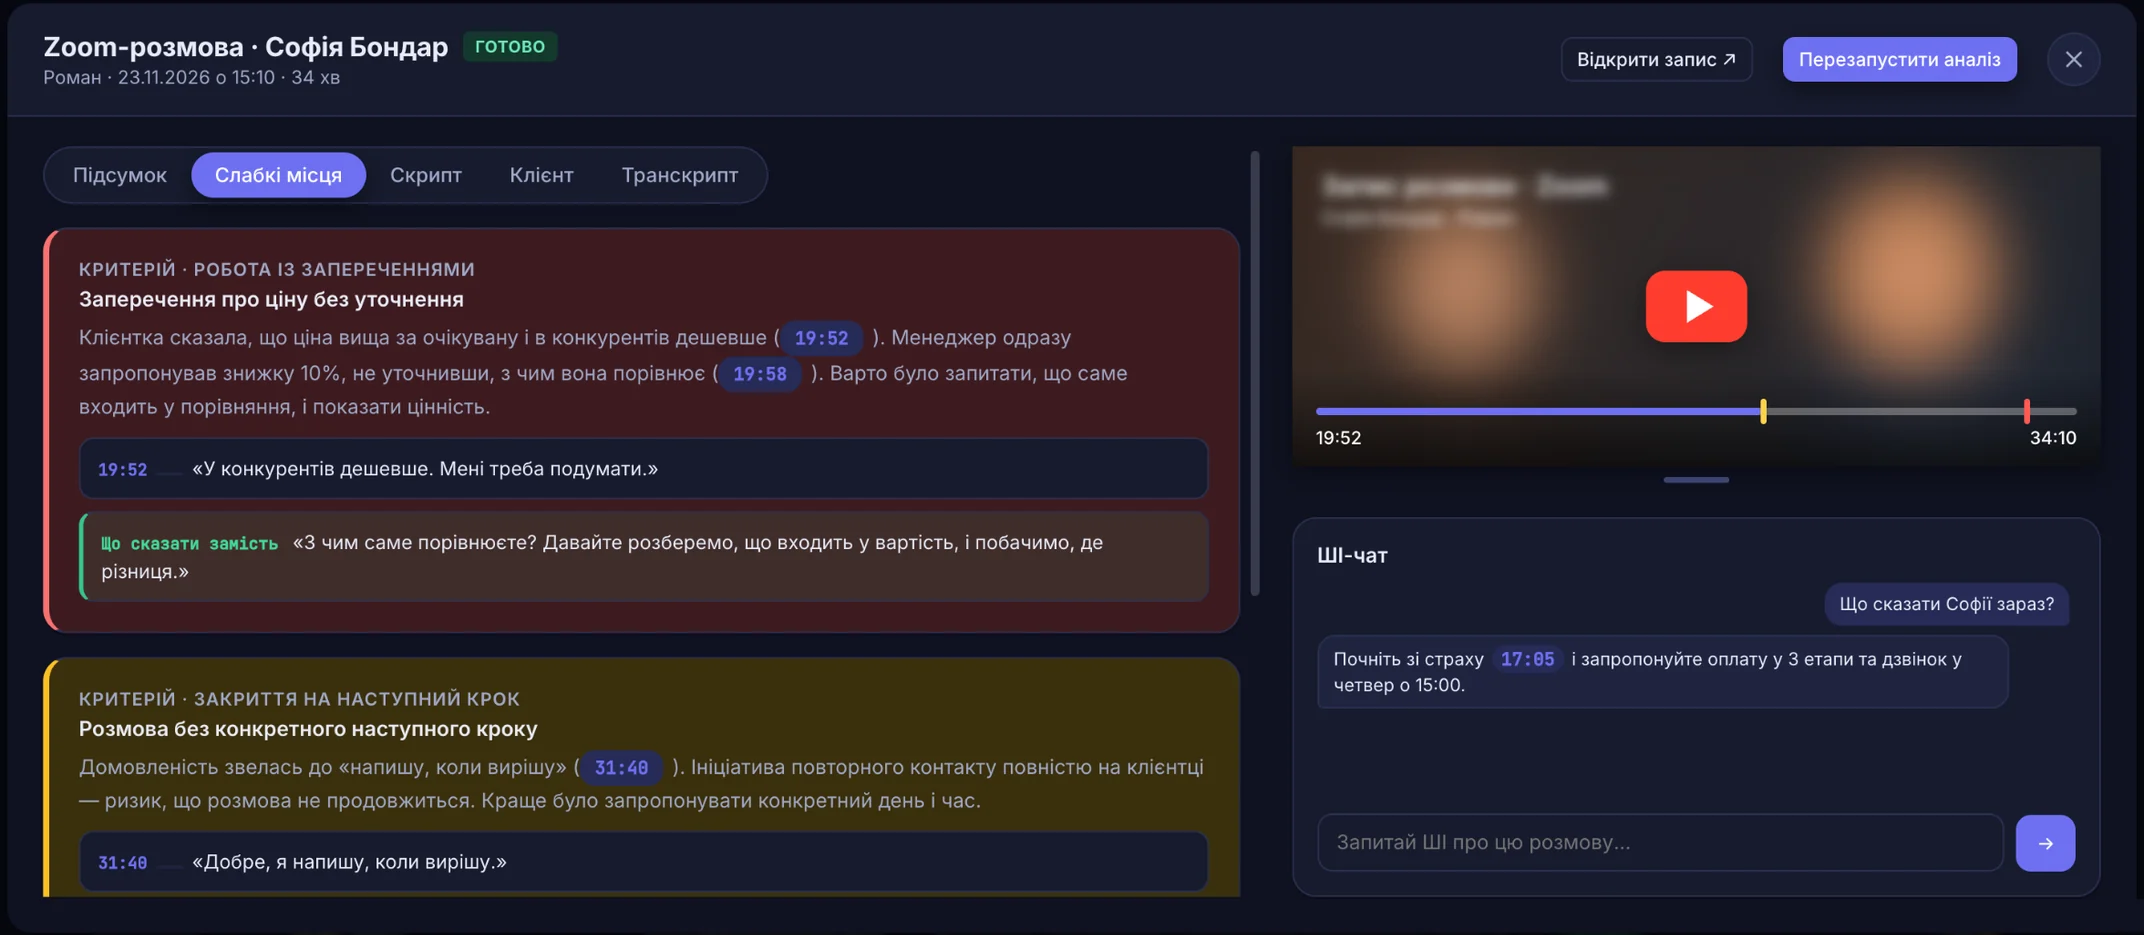 Zoom-розмова · Софія Бондар ГОТОВО
Роман · 23.11.2026 о 15:10 · 34 хв
Відкрити запис ↗ Перезапустити аналіз
Підсумок Слабкі місця Скрипт Клієнт Транскрипт
КРИТЕРІЙ · РОБОТА ІЗ ЗАПЕРЕЧЕННЯМИ
Заперечення про ціну без уточнення
Клієнтка сказала, що ціна вища за очікувану і в конкурентів дешевше ( 19:52 ). Менеджер одразу
запропонував знижку 10%, не уточнивши, з чим вона порівнює ( 19:58 ). Варто було запитати, що саме
входить у порівняння, і показати цінність.
19:52 — «У конкурентів дешевше. Мені треба подумати.»
Що сказати замість «З чим саме порівнюєте? Давайте розберемо, що входить у вартість, і побачимо, де
різниця.»
КРИТЕРІЙ · ЗАКРИТТЯ НА НАСТУПНИЙ КРОК
Розмова без конкретного наступного кроку
Домовленість звелась до «напишу, коли вирішу» ( 31:40 ). Ініціатива повторного контакту повністю на клієнтці
— ризик, що розмова не продовжиться. Краще було запропонувати конкретний день і час.
31:40 — «Добре, я напишу, коли вирішу.»
Запис розмови · Zoom
19:52 34:10
ШІ-чат
Що сказати Софії зараз?
Почніть зі страху 17:05 і запропонуйте оплату у 3 етапи та дзвінок у
четвер о 15:00.
Запитай ШІ про цю розмову...